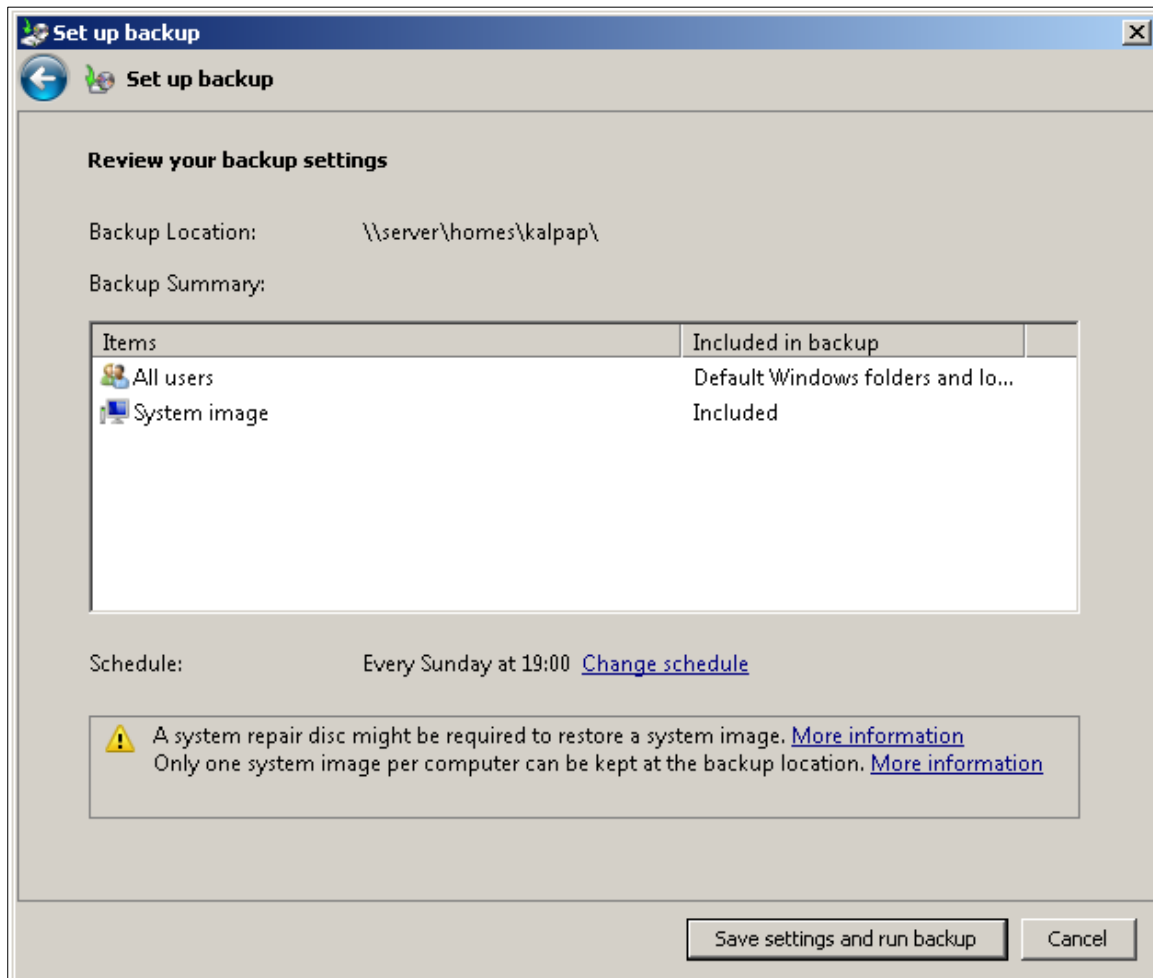 Set up backup
Set up backup
Review your backup settings
Backup Location: \\server\homes\kalpap\
Backup Summary:
Items Included in backup
All users Default Windows folders and lo...
System image Included
Schedule: Every Sunday at 19:00 Change schedule
A system repair disc might be required to restore a system image. More information
Only one system image per computer can be kept at the backup location. More information
Save settings and run backup Cancel